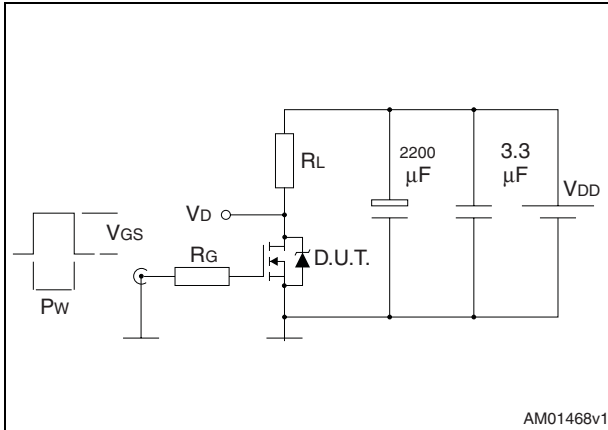 2200
μF
3.3
μF
RL
VDD
VD
VGS
RG
D.U.T.
PW
AM01468v1